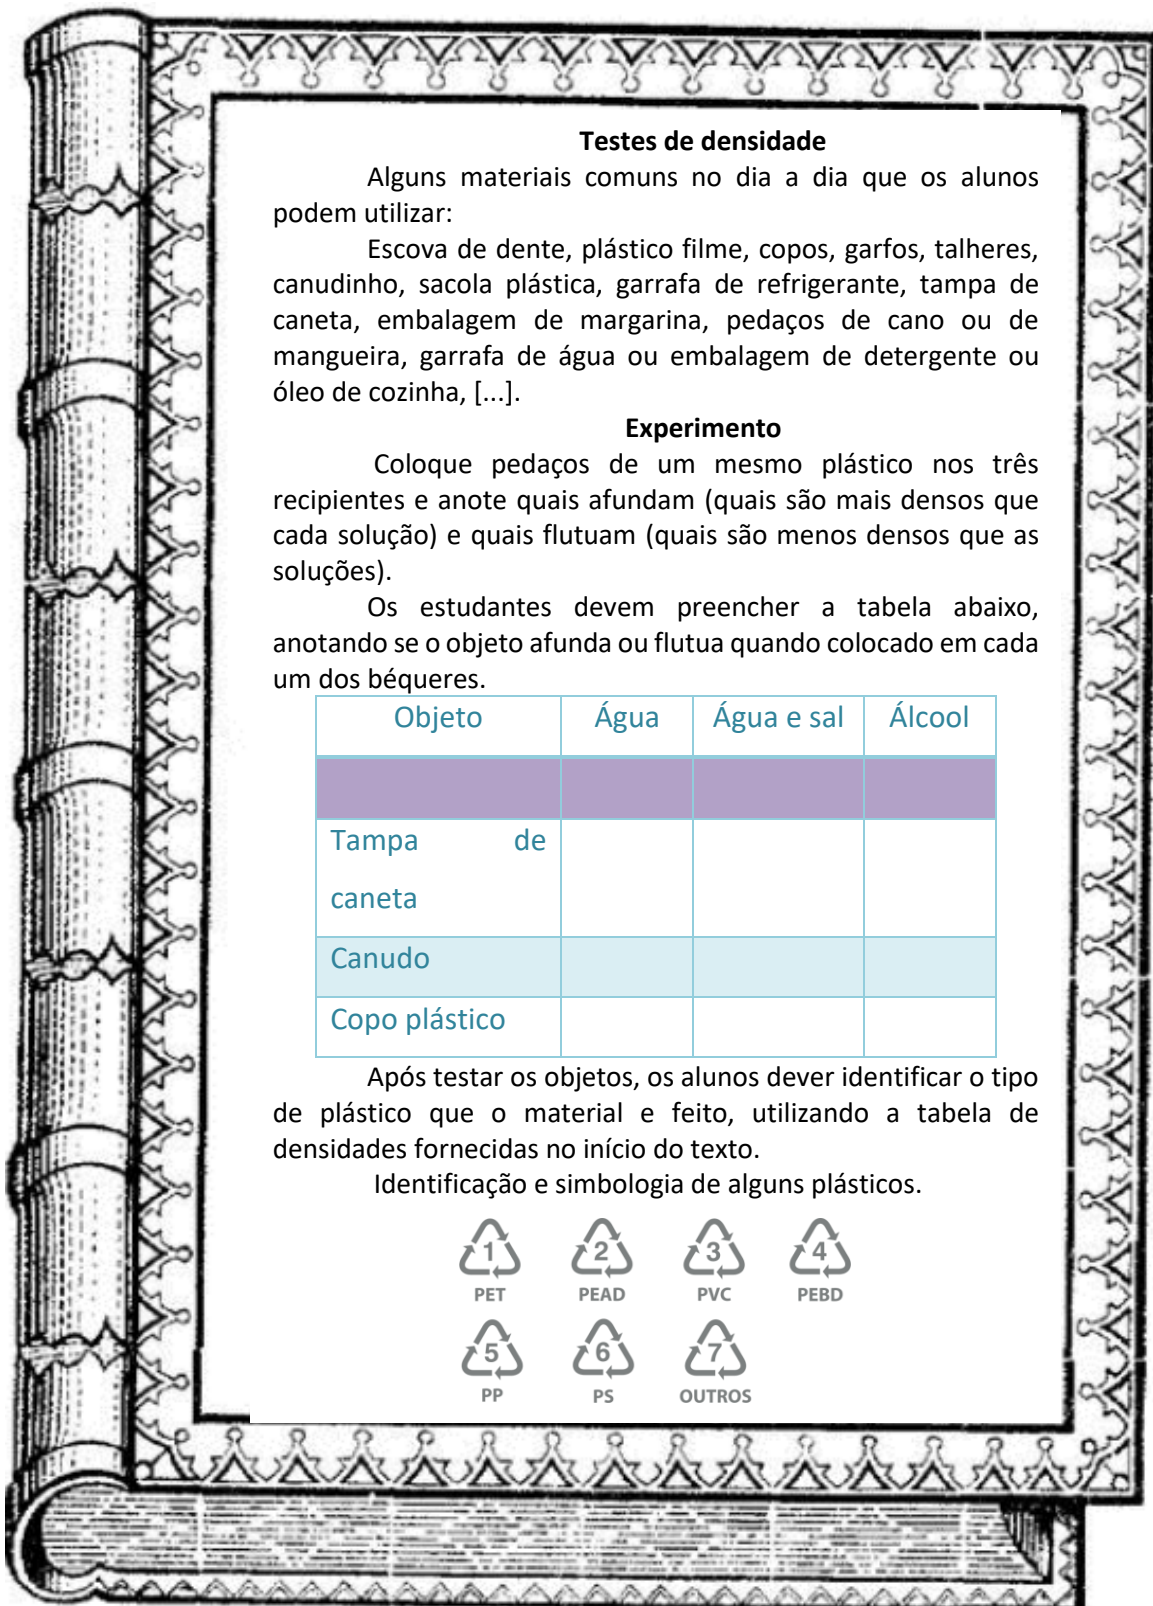 Testes de densidade
Alguns materiais comuns no dia a dia que os alunos
podem utilizar:
Escova de dente, plástico filme, copos, garfos, talheres,
canudinho, sacola plástica, garrafa de refrigerante, tampa de
caneta, embalagem de margarina, pedaços de cano ou de
mangueira, garrafa de água ou embalagem de detergente ou
óleo de cozinha, [...].
Experimento
Coloque pedaços de um mesmo plástico nos três
recipientes e anote quais afundam (quais são mais densos que
cada solução) e quais flutuam (quais são menos densos que as
soluções).
Os estudantes devem preencher a tabela abaixo,
anotando se o objeto afunda ou flutua quando colocado em cada
um dos béqueres.
Objeto Água Água e sal Álcool
Tampa de
caneta
Canudo
Copo plástico
Após testar os objetos, os alunos dever identificar o tipo
de plástico que o material e feito, utilizando a tabela de
densidades fornecidas no início do texto.
Identificação e simbologia de alguns plásticos.
1 2 3 4
PET PEAD PVC PEBD
5 6 7
PP PS OUTROS